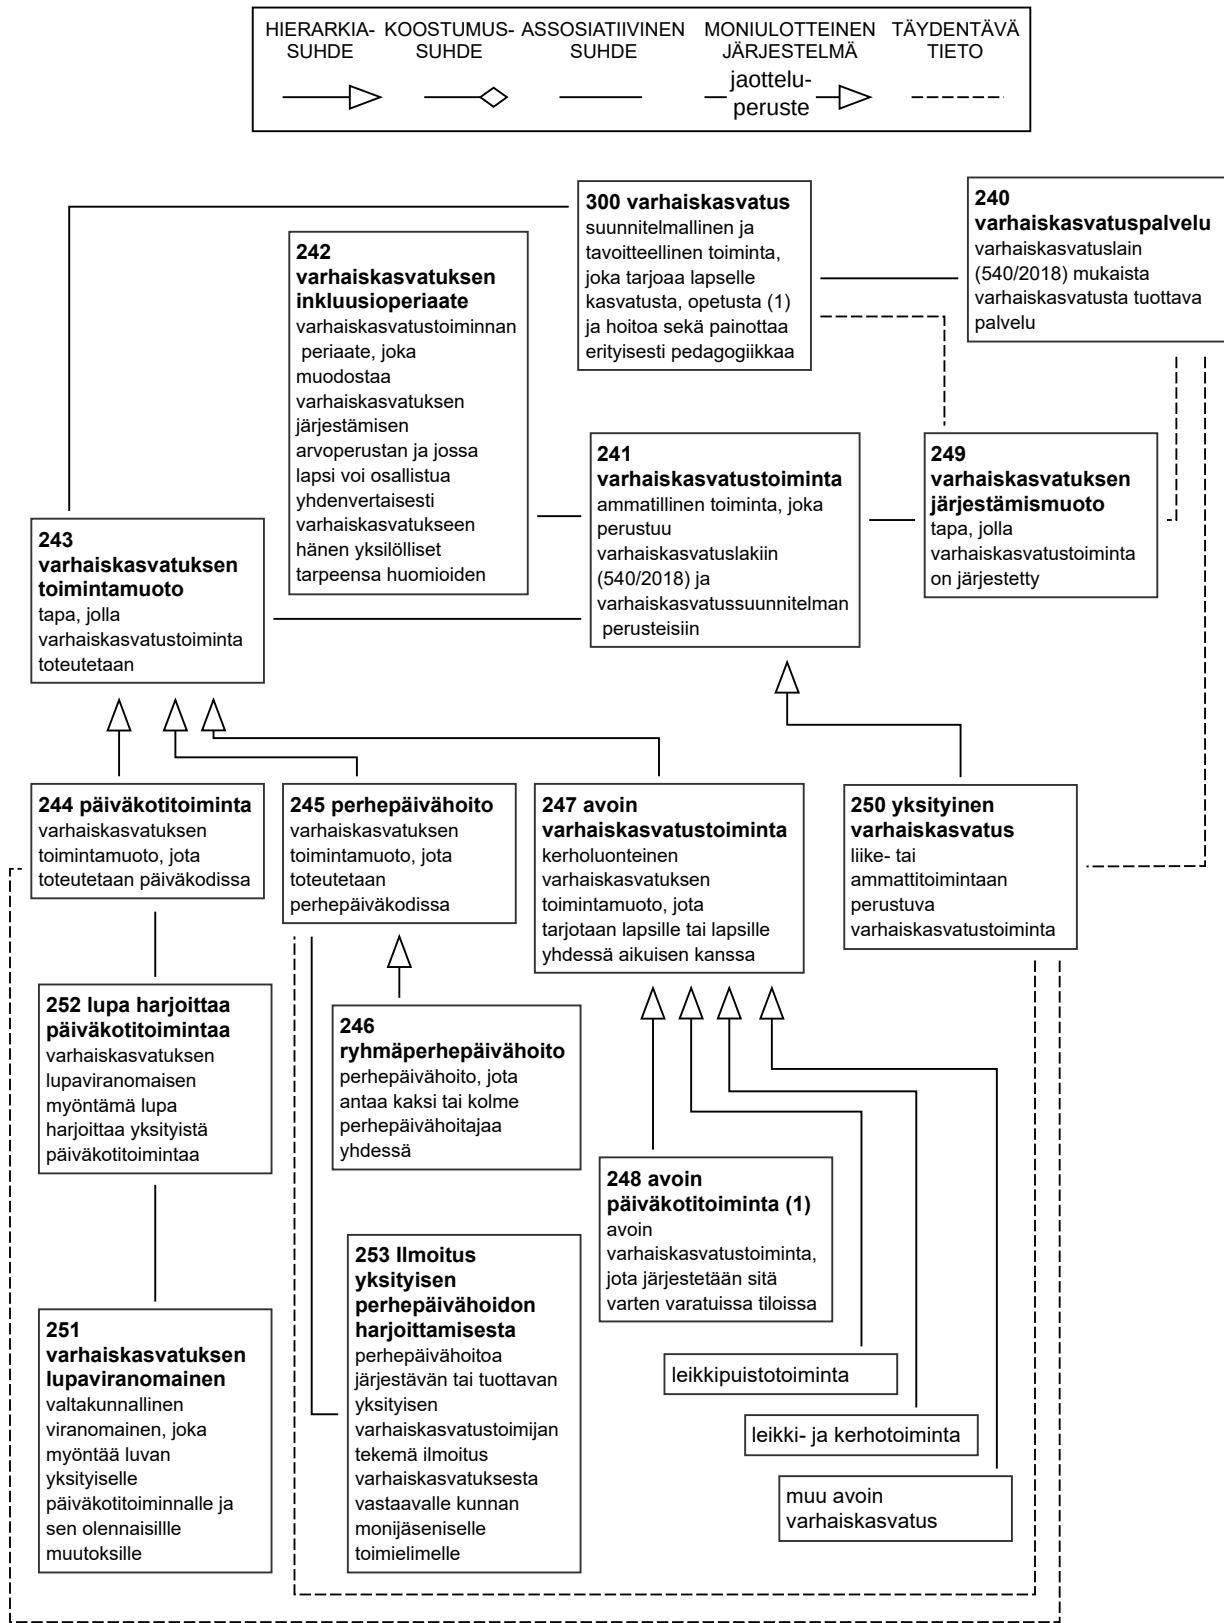 HIERARKIA-
SUHDE
KOOSTUMUS-
SUHDE
ASSOSIATIIVINEN
SUHDE
MONIULOTTEINEN
JÄRJESTELMÄ
jaottelu-
peruste
TÄYDENTÄVÄ
TIETO
300 varhaiskasvatus
suunnitelmallinen ja
tavoitteellinen toiminta,
joka tarjoaa lapselle
kasvatusta, opetusta (1)
ja hoitoa sekä painottaa
erityisesti pedagogiikkaa
240
varhaiskasvatuspalvelu
varhaiskasvatuslain
(540/2018) mukaista
varhaiskasvatusta tuottava
palvelu
242
varhaiskasvatuksen
inkluusioperiaate
varhaiskasvatustoiminnan
periaate, joka
muodostaa
varhaiskasvatuksen
järjestämisen
arvoperustan ja jossa
lapsi voi osallistua
yhdenvertaisesti
varhaiskasvatukseen
hänen yksilölliset
tarpeensa huomioiden
241
varhaiskasvatustoiminta
ammatillinen toiminta, joka
perustuu
varhaiskasvatuslakiin
(540/2018) ja
varhaiskasvatussuunnitelman
perusteisiin
249
varhaiskasvatuksen
järjestämismuoto
tapa, jolla
varhaiskasvatustoiminta
on järjestetty
243
varhaiskasvatuksen
toimintamuoto
tapa, jolla
varhaiskasvatustoiminta
toteutetaan
244 päiväkotitoiminta
varhaiskasvatuksen
toimintamuoto, jota
toteutetaan päiväkodissa
245 perhepäivähoito
varhaiskasvatuksen
toimintamuoto, jota
toteutetaan
perhepäiväkodissa
247 avoin
varhaiskasvatustoiminta
kerholuonteinen
varhaiskasvatuksen
toimintamuoto, jota
tarjotaan lapsille tai lapsille
yhdessä aikuisen kanssa
250 yksityinen
varhaiskasvatus
liike- tai
ammattitoimintaan
perustuva
varhaiskasvatustoiminta
252 lupa harjoittaa
päiväkotitoimintaa
varhaiskasvatuksen
lupaviranomaisen
myöntämä lupa
harjoittaa yksityistä
päiväkotitoimintaa
246
ryhmäperhepäivähoito
perhepäivähoito, jota
antaa kaksi tai kolme
perhepäivähoitajaa
yhdessä
248 avoin
päiväkotitoiminta (1)
avoin
varhaiskasvatustoiminta,
jota järjestetään sitä
varten varatuissa tiloissa
253 Ilmoitus
yksityisen
perhepäivähoidon
harjoittamisesta
perhepäivähoitoa
järjestävän tai tuottavan
yksityisen
varhaiskasvatustoimijan
tekemä ilmoitus
varhaiskasvatuksesta
vastaavalle kunnan
monijäseniselle
toimielimelle
251
varhaiskasvatuksen
lupaviranomainen
valtakunnallinen
viranomainen, joka
myöntää luvan
yksityiselle
päiväkotitoiminnalle ja
sen olennaisillle
muutoksille
leikkipuistotoiminta
leikki- ja kerhotoiminta
muu avoin
varhaiskasvatus